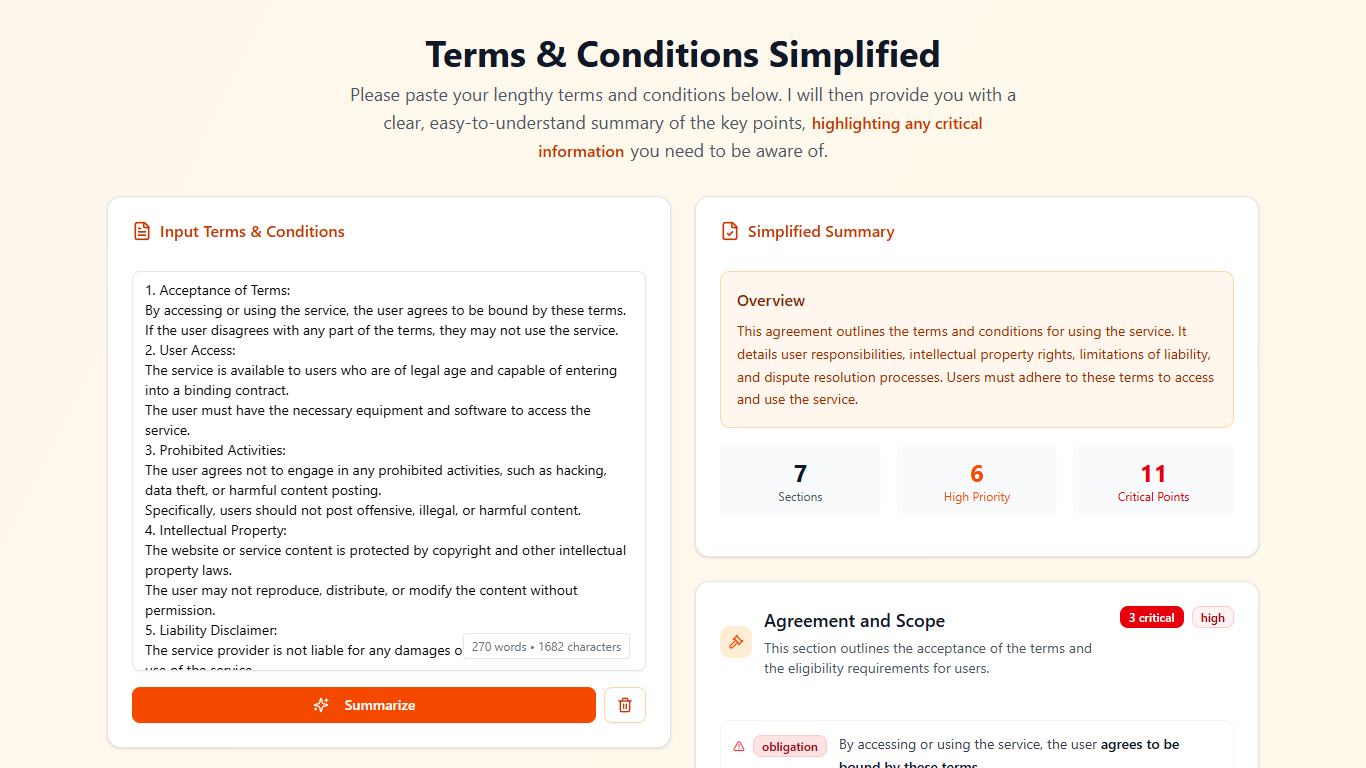 Terms & Conditions Simplified
Please paste your lengthy terms and conditions below. I will then provide you with a
clear, easy-to-understand summary of the key points, highlighting any critical
information you need to be aware of.
Input Terms & Conditions
1. Acceptance of Terms:
By accessing or using the service, the user agrees to be bound by these terms.
If the user disagrees with any part of the terms, they may not use the service.
2. User Access:
The service is available to users who are of legal age and capable of entering
into a binding contract.
The user must have the necessary equipment and software to access the
service.
3. Prohibited Activities:
The user agrees not to engage in any prohibited activities, such as hacking,
data theft, or harmful content posting.
Specifically, users should not post offensive, illegal, or harmful content.
4. Intellectual Property:
The website or service content is protected by copyright and other intellectual
property laws.
The user may not reproduce, distribute, or modify the content without
permission.
5. Liability Disclaimer:
The service provider is not liable for any damages o
use of the service
270 words • 1682 characters
Summarize
Simplified Summary
Overview
This agreement outlines the terms and conditions for using the service. It
details user responsibilities, intellectual property rights, limitations of liability,
and dispute resolution processes. Users must adhere to these terms to access
and use the service.
7
Sections
6
High Priority
11
Critical Points
Agreement and Scope
3 critical
high
This section outlines the acceptance of the terms and
the eligibility requirements for users.
obligation
By accessing or using the service, the user agrees to be
bound by these terms